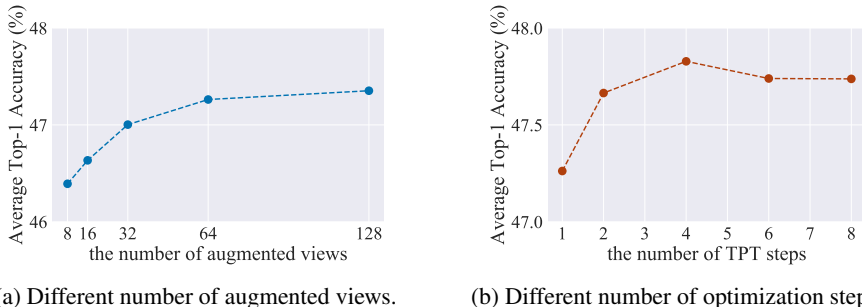 Average Top-1 Accuracy (%)
48
47
46
8 16 32 64 128
the number of augmented views
(a) Different number of augmented views.
Average Top-1 Accuracy (%)
48.0
47.5
47.0
1 2 3 4 5 6 7 8
the number of TPT steps
(b) Different number of optimization step